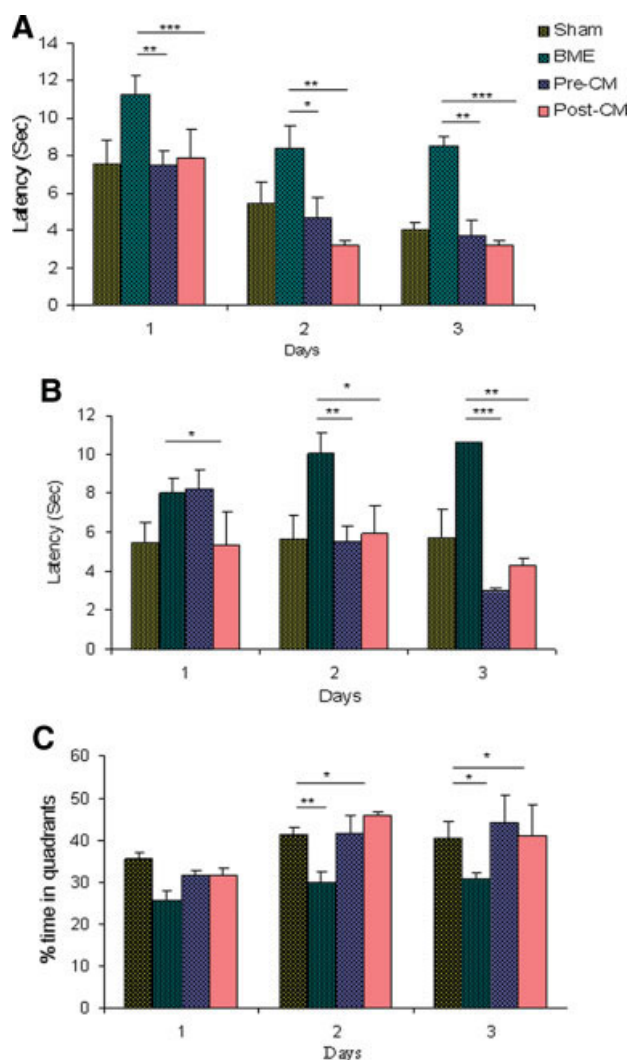 A
Sham
BME
Pre-CM
Post-CM
Latency (Sec)
14
12
10
8
6
4
2
0
***
**
**
*
***
**
1 2 3
Days
B
Latency (Sec)
12
10
8
6
4
2
0
*
*
**
**
***
1 2 3
Days
C
% time in quadrants
60
50
40
30
20
10
0
*
**
*
*
1 2 3
Days